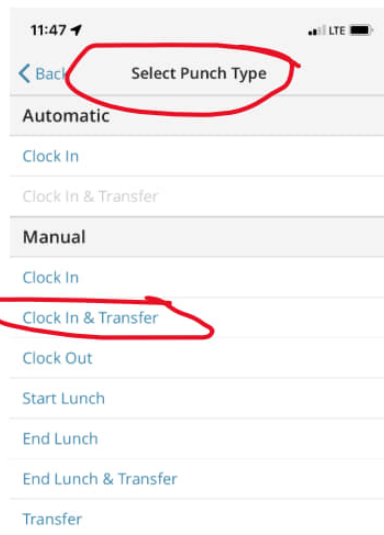 11:47 LTE
Back Select Punch Type
Automatic
Clock In
Clock In & Transfer
Manual
Clock In
Clock In & Transfer
Clock Out
Start Lunch
End Lunch
End Lunch & Transfer
Transfer